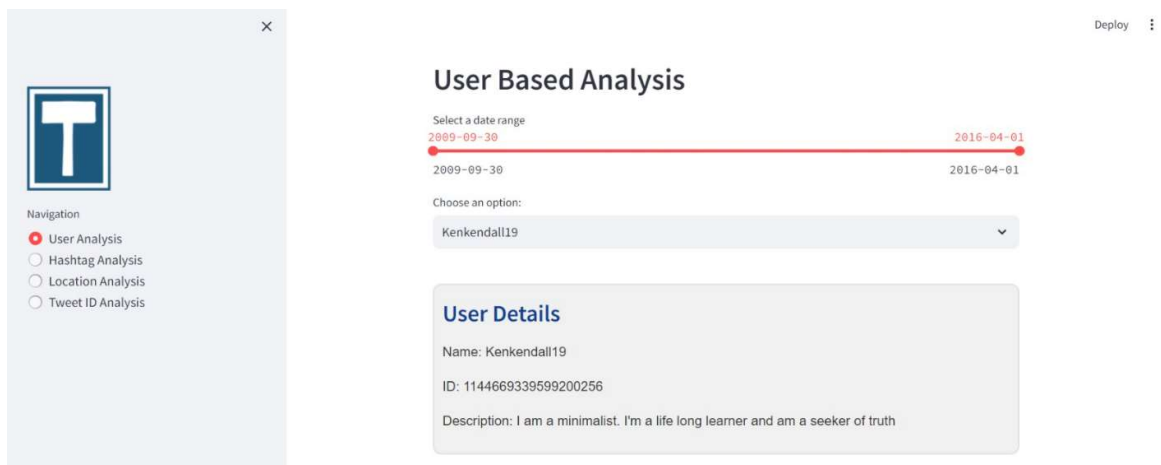 ×
Deploy
T
Navigation
User Analysis
Hashtag Analysis
Location Analysis
Tweet ID Analysis
User Based Analysis
Select a date range
2009-09-30 2016-04-01
2009-09-30 2016-04-01
Choose an option:
Kenkendall19
User Details
Name: Kenkendall19
ID: 1144669339599200256
Description: I am a minimalist. I'm a life long learner and am a seeker of truth